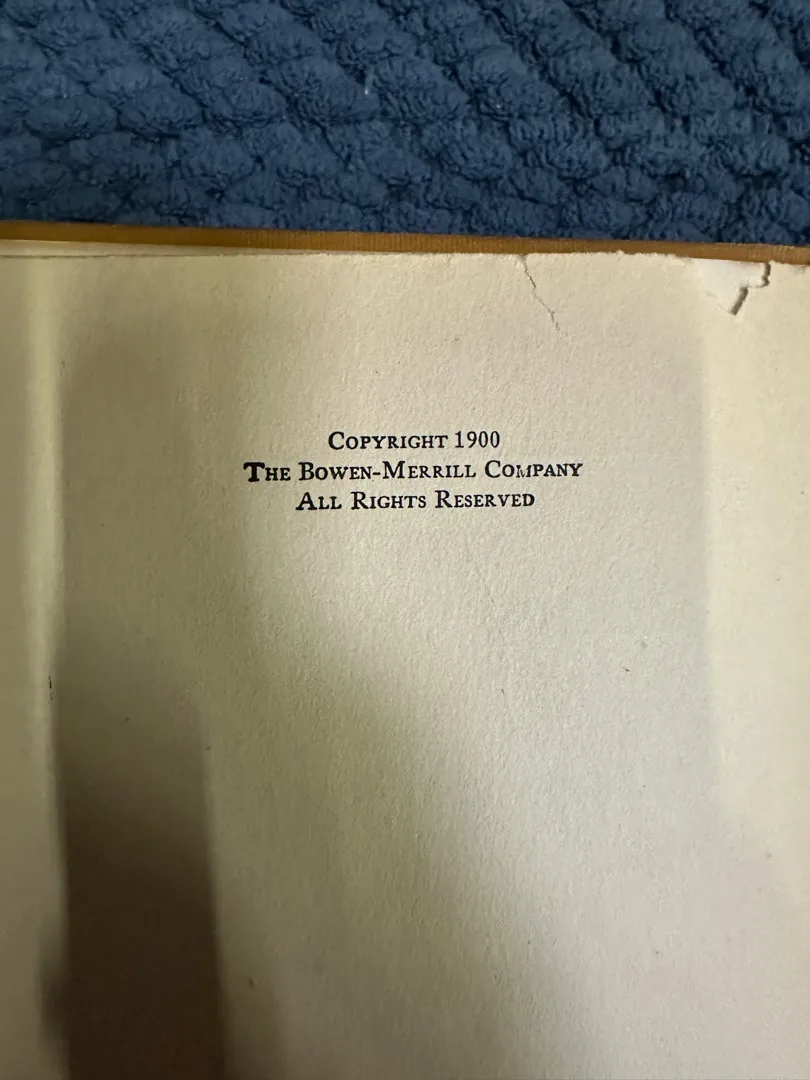 Copyright 1900
The Bowen-Merrill Company
All Rights Reserved